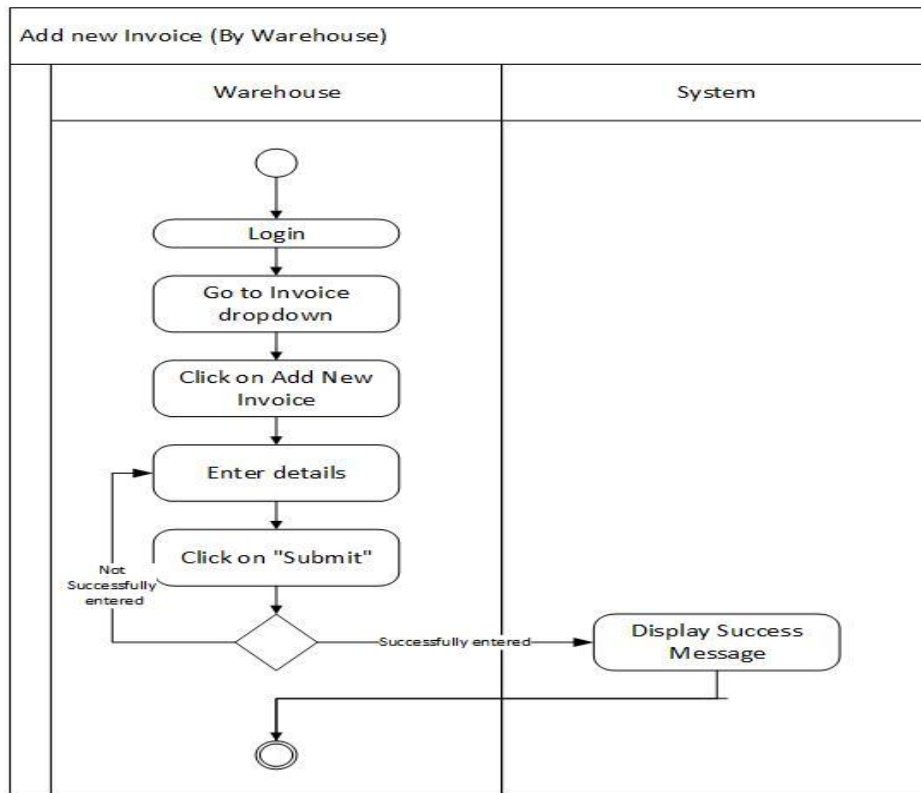 Add new Invoice (By Warehouse)
Warehouse
System
Login
Go to Invoice
dropdown
Click on Add New
Invoice
Enter details
Click on "Submit"
Not
Successfully
entered
Successfully entered
Display Success
Message